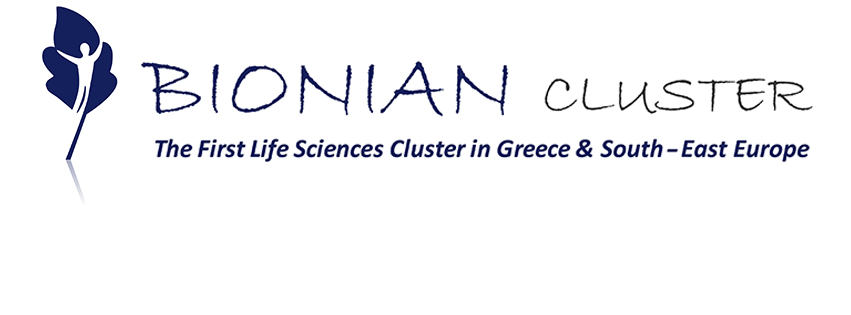 BIONIAN CLUSTER
The First Life Sciences Cluster in Greece & South–East Europe